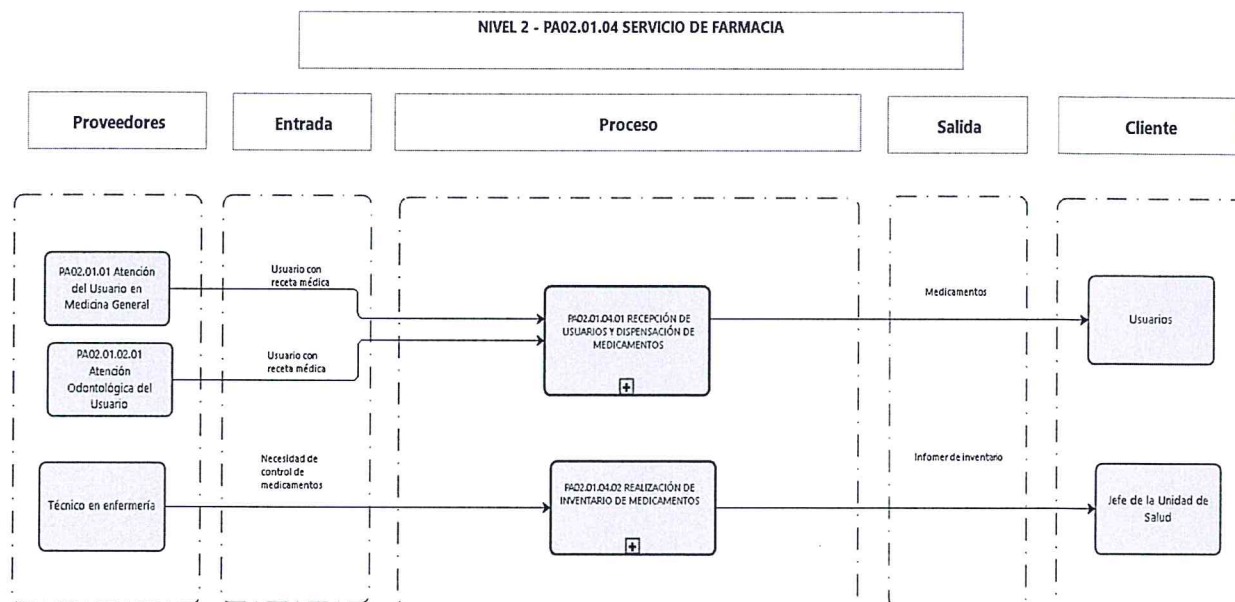 NIVEL 2 - PA02.01.04 SERVICIO DE FARMACIA
Proveedores
Entrada
Proceso
Salida
Cliente
PA02.01.01 Atención
del Usuario en
Medicina General
Usuario con
receta médica
PA02.01.02.01
Atención
Odontológica del
Usuario
Usuario con
receta médica
PA02.01.04.01 RECEPCIÓN DE
USUARIOS Y DISPENSACIÓN DE
MEDICAMENTOS
Medicamentos
Usuarios
Técnico en enfermería
Necesidad de
control de
medicamentos
PA02.01.04.02 REALIZACIÓN DE
INVENTARIO DE MEDICAMENTOS
Infomer de inventario
Jefe de la Unidad de
Salud